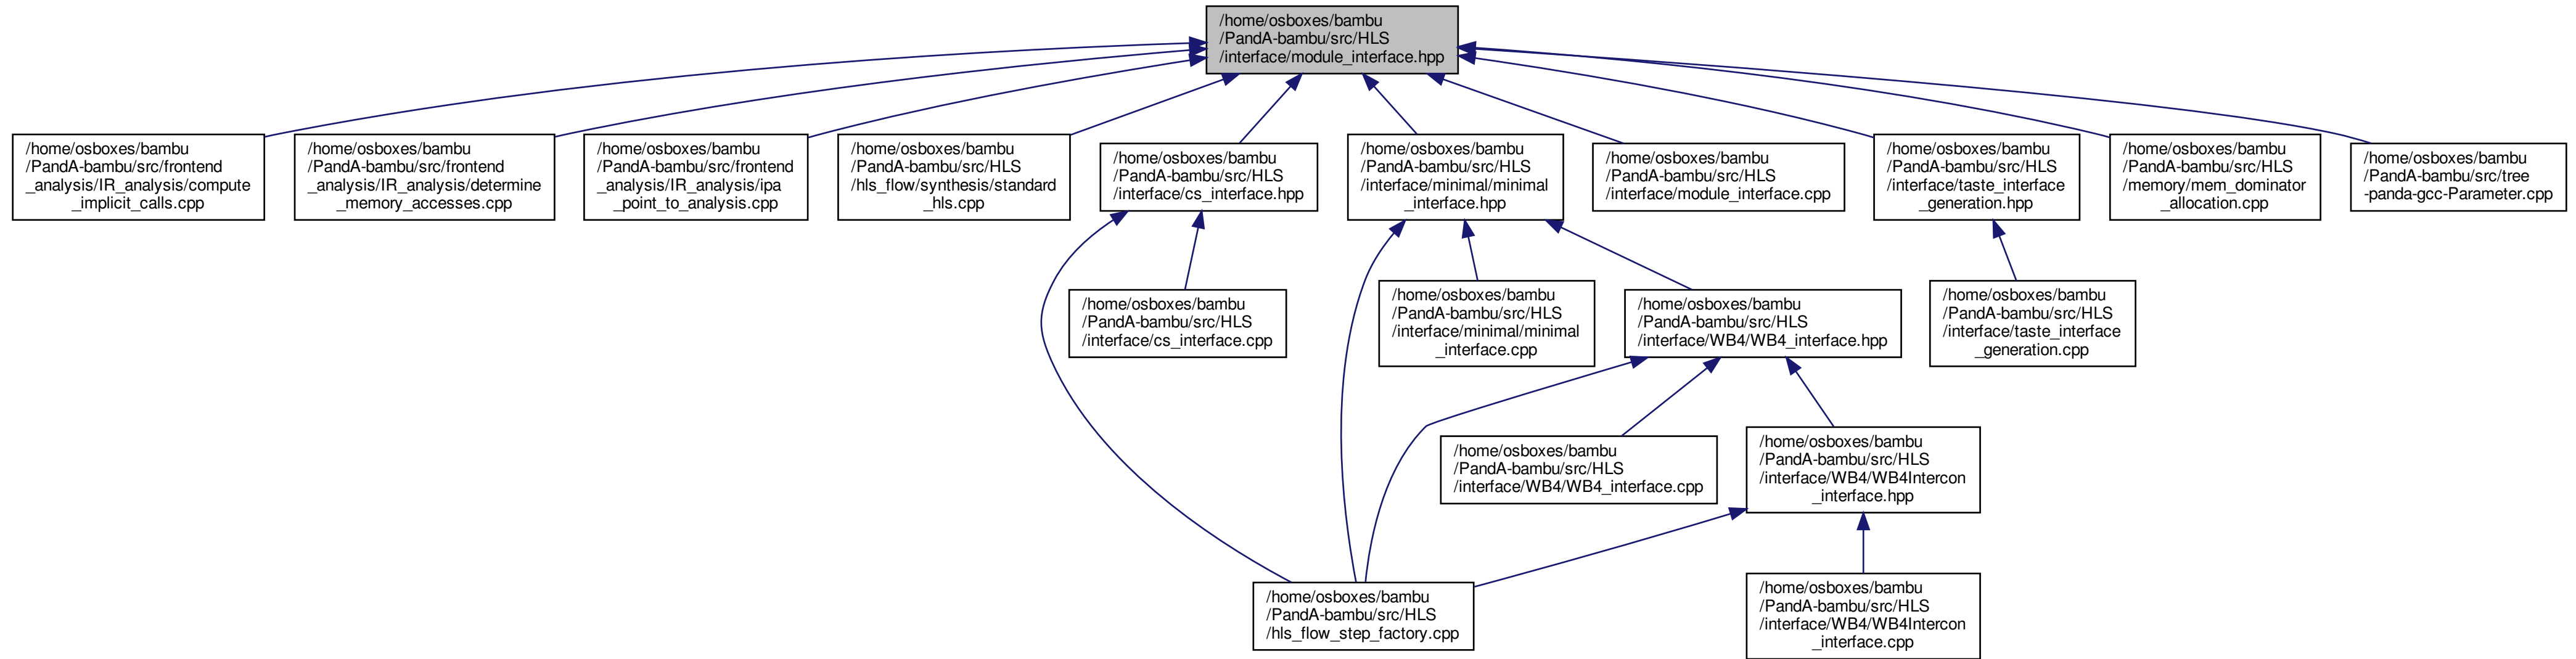 /home/osboxes/bambu
/PandA-bambu/src/HLS
/interface/module_interface.hpp
/home/osboxes/bambu
/PandA-bambu/src/frontend
_analysis/IR_analysis/compute
_implicit_calls.cpp
/home/osboxes/bambu
/PandA-bambu/src/frontend
_analysis/IR_analysis/determine
_memory_accesses.cpp
/home/osboxes/bambu
/PandA-bambu/src/frontend
_analysis/IR_analysis/ipa
_point_to_analysis.cpp
/home/osboxes/bambu
/PandA-bambu/src/HLS
/hls_flow/synthesis/standard
_hls.cpp
/home/osboxes/bambu
/PandA-bambu/src/HLS
/interface/cs_interface.hpp
/home/osboxes/bambu
/PandA-bambu/src/HLS
/interface/minimal/minimal
_interface.hpp
/home/osboxes/bambu
/PandA-bambu/src/HLS
/interface/module_interface.cpp
/home/osboxes/bambu
/PandA-bambu/src/HLS
/interface/taste_interface
_generation.hpp
/home/osboxes/bambu
/PandA-bambu/src/HLS
/memory/mem_dominator
_allocation.cpp
/home/osboxes/bambu
/PandA-bambu/src/tree
-panda-gcc-Parameter.cpp
/home/osboxes/bambu
/PandA-bambu/src/HLS
/interface/cs_interface.cpp
/home/osboxes/bambu
/PandA-bambu/src/HLS
/interface/minimal/minimal
_interface.cpp
/home/osboxes/bambu
/PandA-bambu/src/HLS
/interface/WB4/WB4_interface.hpp
/home/osboxes/bambu
/PandA-bambu/src/HLS
/interface/taste_interface
_generation.cpp
/home/osboxes/bambu
/PandA-bambu/src/HLS
/interface/WB4/WB4_interface.cpp
/home/osboxes/bambu
/PandA-bambu/src/HLS
/interface/WB4/WB4Intercon
_interface.hpp
/home/osboxes/bambu
/PandA-bambu/src/HLS
/hls_flow_step_factory.cpp
/home/osboxes/bambu
/PandA-bambu/src/HLS
/interface/WB4/WB4Intercon
_interface.cpp